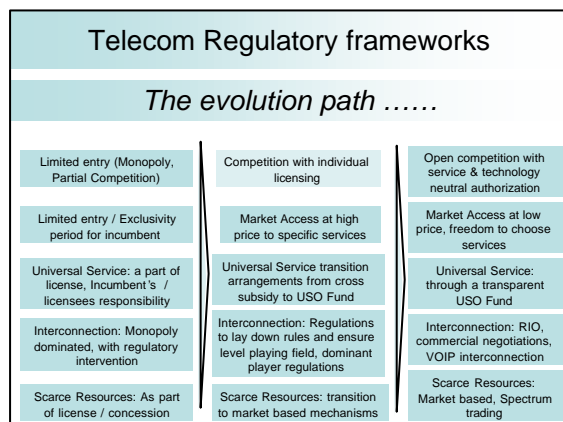 Telecom Regulatory frameworks
The evolution path ……
Limited entry (Monopoly,
Partial Competition)
Limited entry / Exclusivity
period for incumbent
Universal Service: a part of
license, Incumbent's /
licensees responsibility
Interconnection: Monopoly
dominated, with regulatory
intervention
Scarce Resources: As part
of license / concession
Competition with individual
licensing
Market Access at high
price to specific services
Universal Service transition
arrangements from cross
subsidy to USO Fund
Interconnection: Regulations
to lay down rules and ensure
level playing field, dominant
player regulations
Scarce Resources: transition
to market based mechanisms
Open competition with
service & technology
neutral authorization
Market Access at low
price, freedom to choose
services
Universal Service:
through a transparent
USO Fund
Interconnection: RIO,
commercial negotiations,
VOIP interconnection
Scarce Resources:
Market based, Spectrum
trading